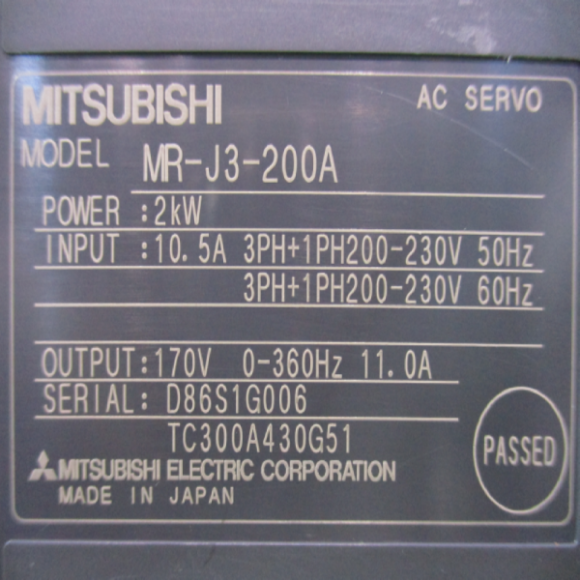 MITSUBISHI AC SERVO
MODEL MR-J3-200A
POWER :2kW
INPUT :10.5A 3PH+1PH200-230V 50Hz
3PH+1PH200-230V 60Hz
OUTPUT:170V 0-360Hz 11.0A
SERIAL: D86S1G006
TC300A430G51
PASSED
MITSUBISHI ELECTRIC CORPORATION
MADE IN JAPAN